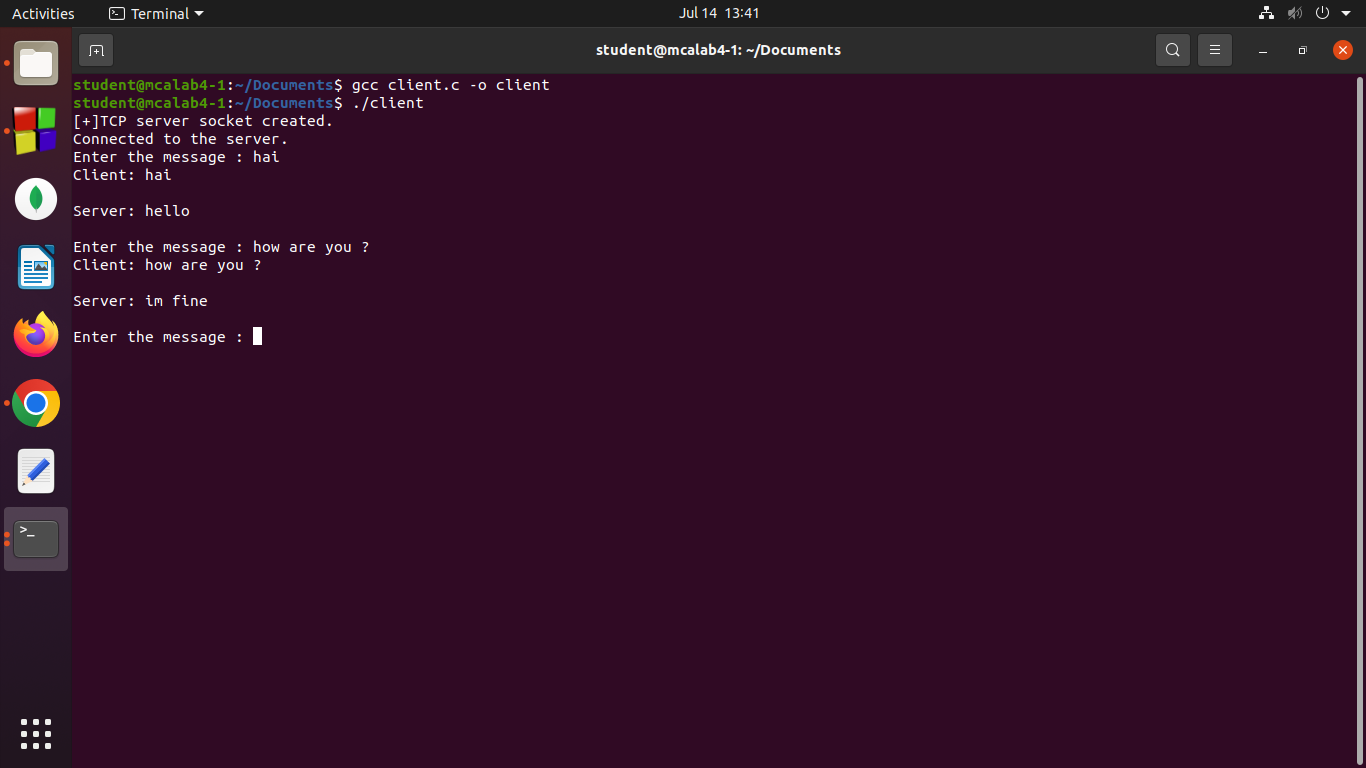 Activities
Terminal
Jul 14 13:41
student@mcalab4-1: ~/Documents
student@mcalab4-1:~/Documents$ gcc client.c -o client
student@mcalab4-1:~/Documents$ ./client
[+]TCP server socket created.
Connected to the server.
Enter the message : hai
Client: hai
Server: hello
Enter the message : how are you ?
Client: how are you ?
Server: im fine
Enter the message :
>_